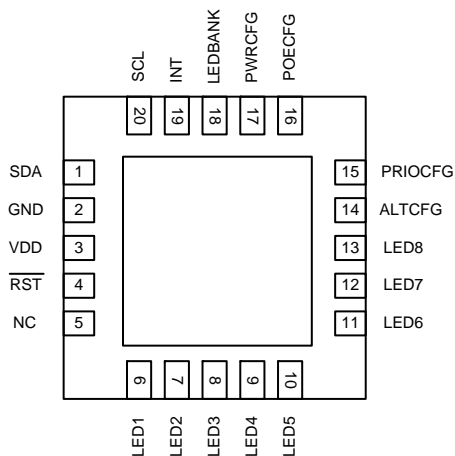 SCL
INT
LEDBANK
PWRCFG
POECFG
20
19
18
17
16
SDA 1
GND 2
VDD 3
RST 4
NC 5
15 PRIOCFG
14 ALTCFG
13 LED8
12 LED7
11 LED6
6
7
8
9
10
LED1
LED2
LED3
LED4
LED5